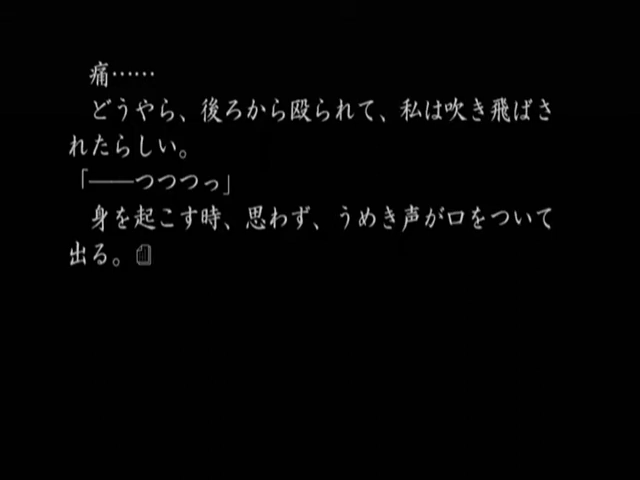 痛……
どうやら、後ろから殴られて、私は吹き飛ばさ
れたらしい。
「――つつつっ」
身を起こす時、思わず、うめき声が口をついて
出る。